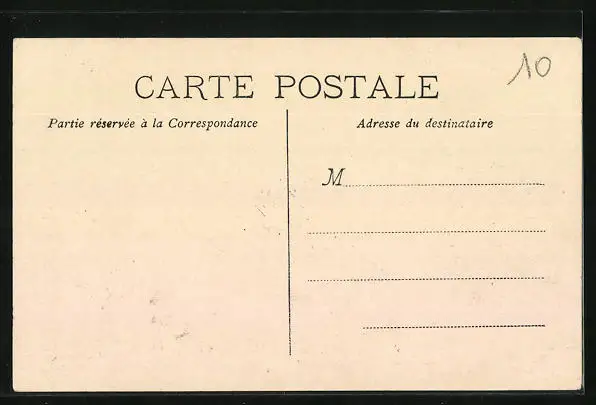 10
CARTE POSTALE
Partie réservée à la Correspondance
Adresse du destinataire
M